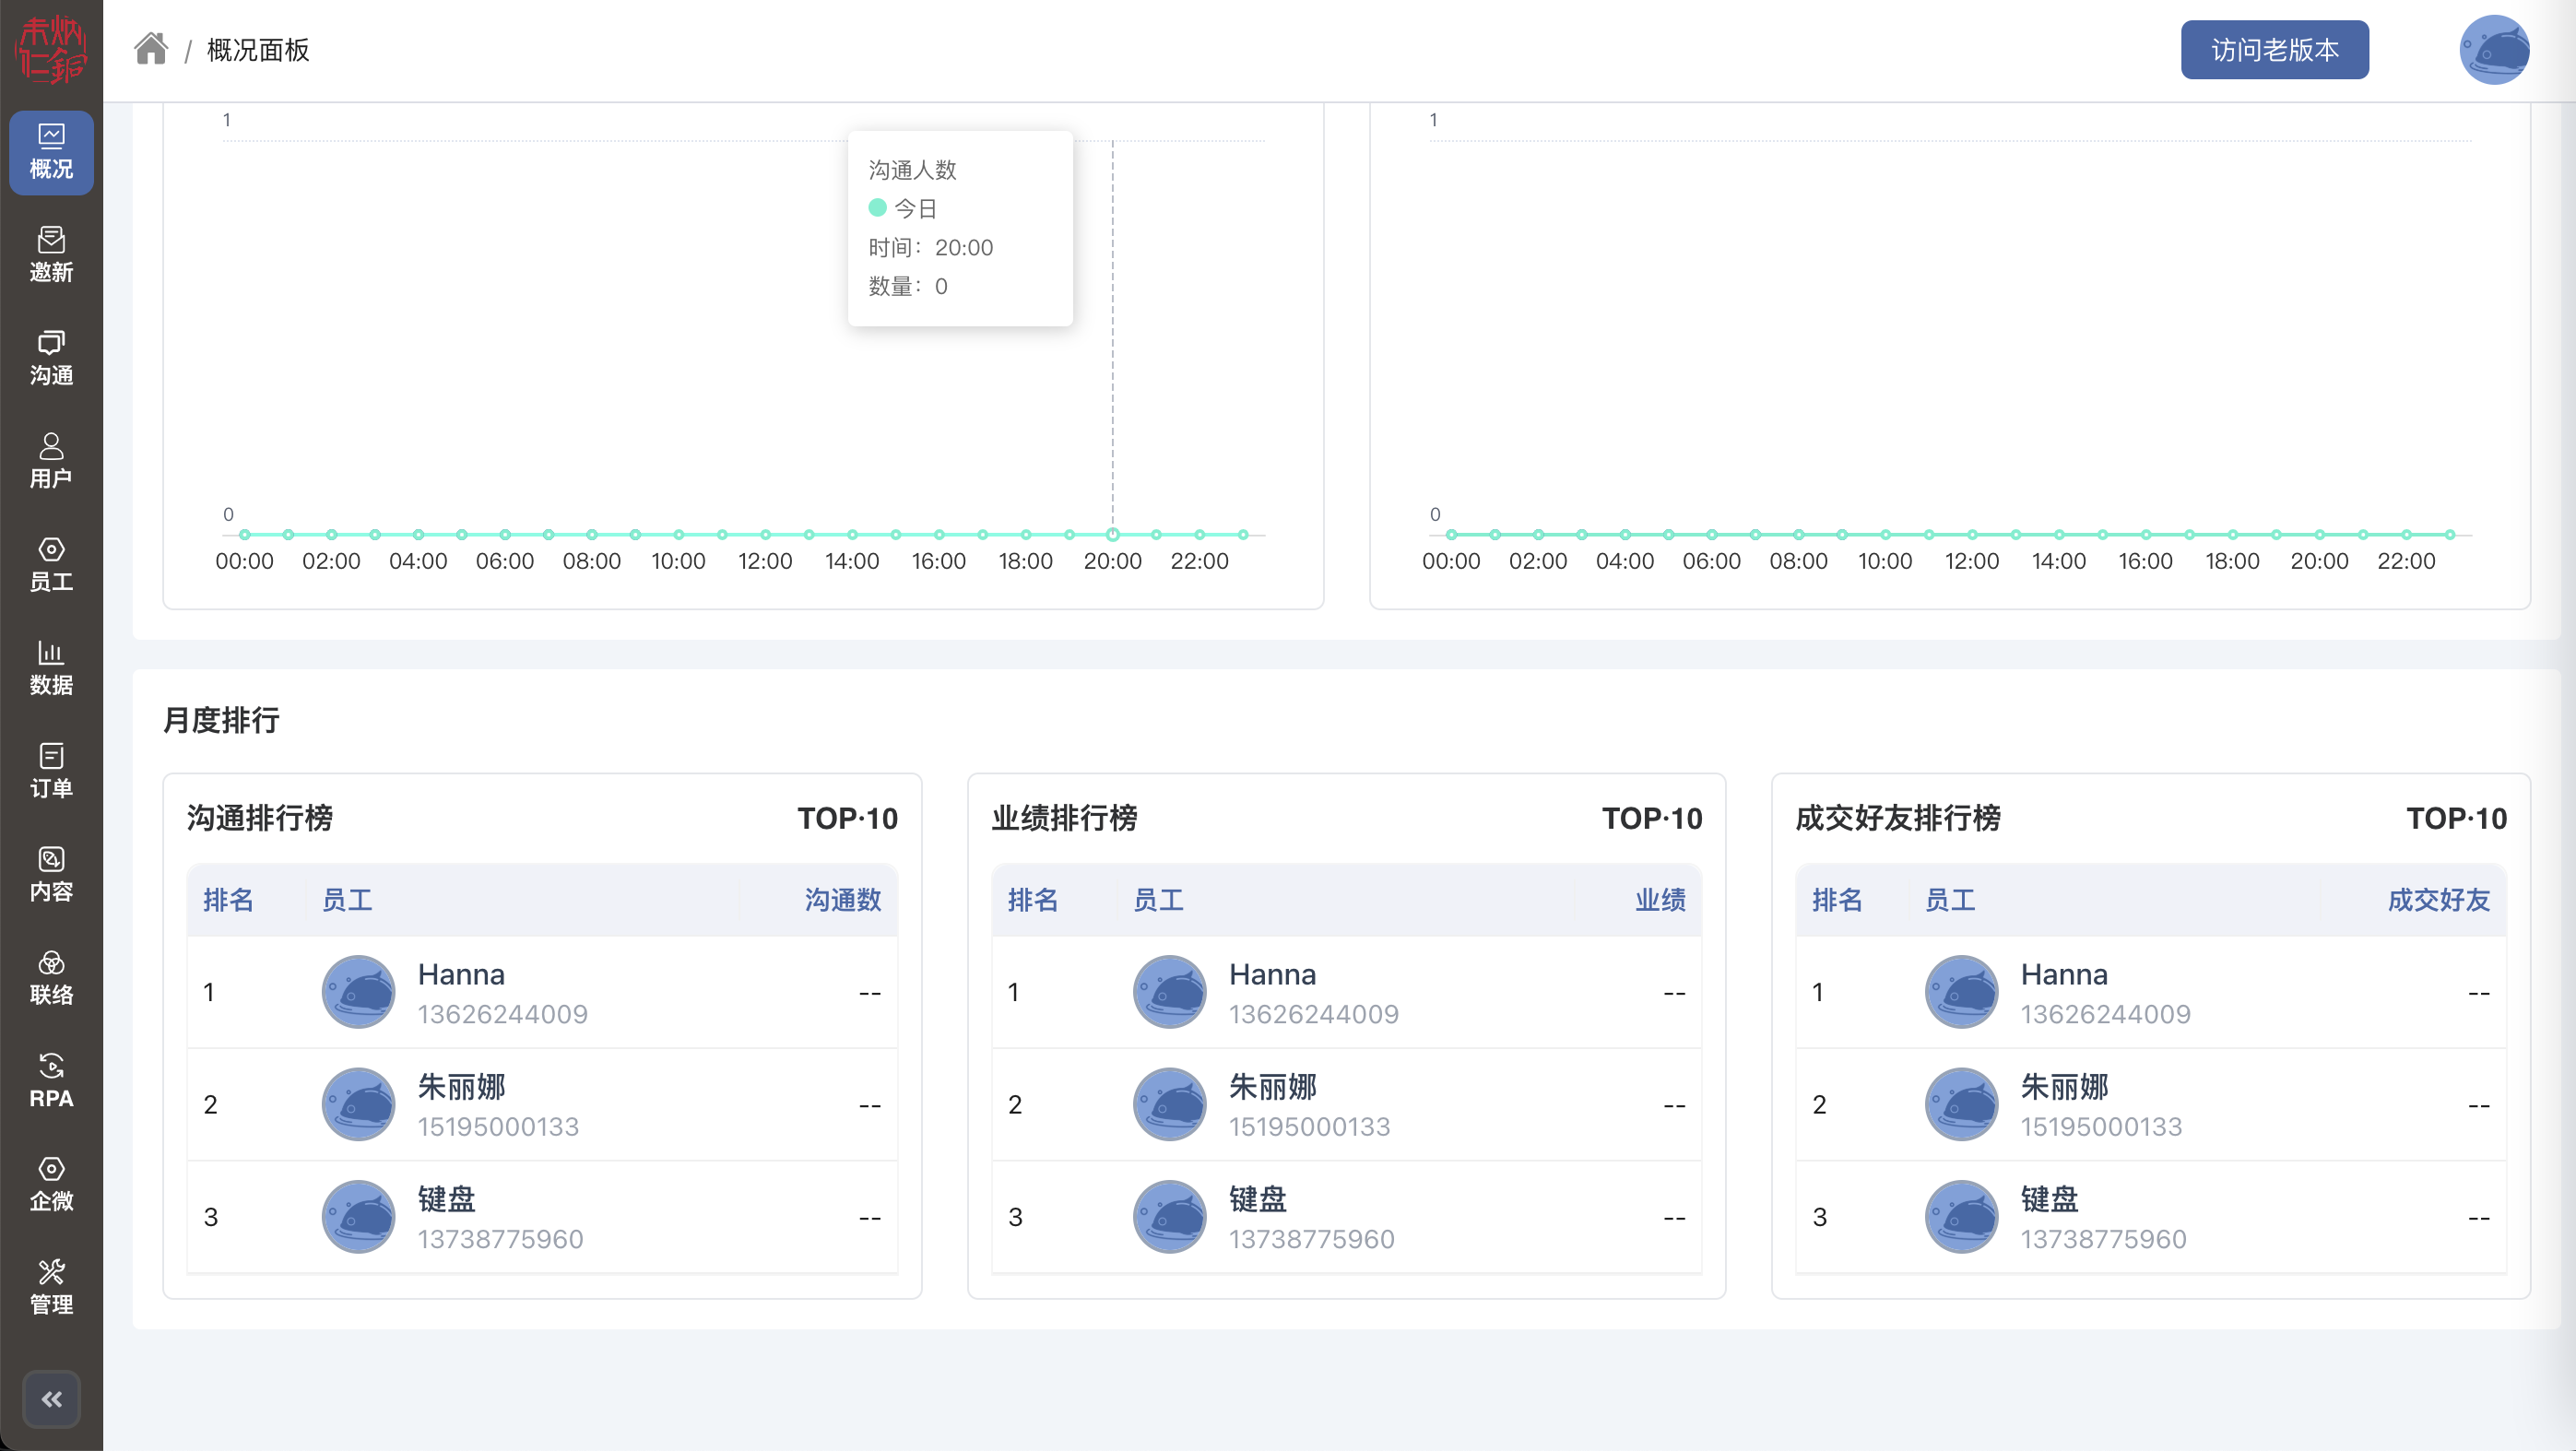 / 概况面板
访问老版本
概况
邀新
沟通
用户
员工
数据
订单
内容
联络
RPA
企微
管理
1
沟通人数
今日
时间：20:00
数量：0
0
00:00 02:00 04:00 06:00 08:00 10:00 12:00 14:00 16:00 18:00 20:00 22:00
1
0
00:00 02:00 04:00 06:00 08:00 10:00 12:00 14:00 16:00 18:00 20:00 22:00
月度排行
沟通排行榜 TOP·10
排名 员工 沟通数
1 Hanna --
13626244009
2 朱丽娜 --
15195000133
3 键盘 --
13738775960
业绩排行榜 TOP·10
排名 员工 业绩
1 Hanna --
13626244009
2 朱丽娜 --
15195000133
3 键盘 --
13738775960
成交好友排行榜 TOP·10
排名 员工 成交好友
1 Hanna --
13626244009
2 朱丽娜 --
15195000133
3 键盘 --
13738775960